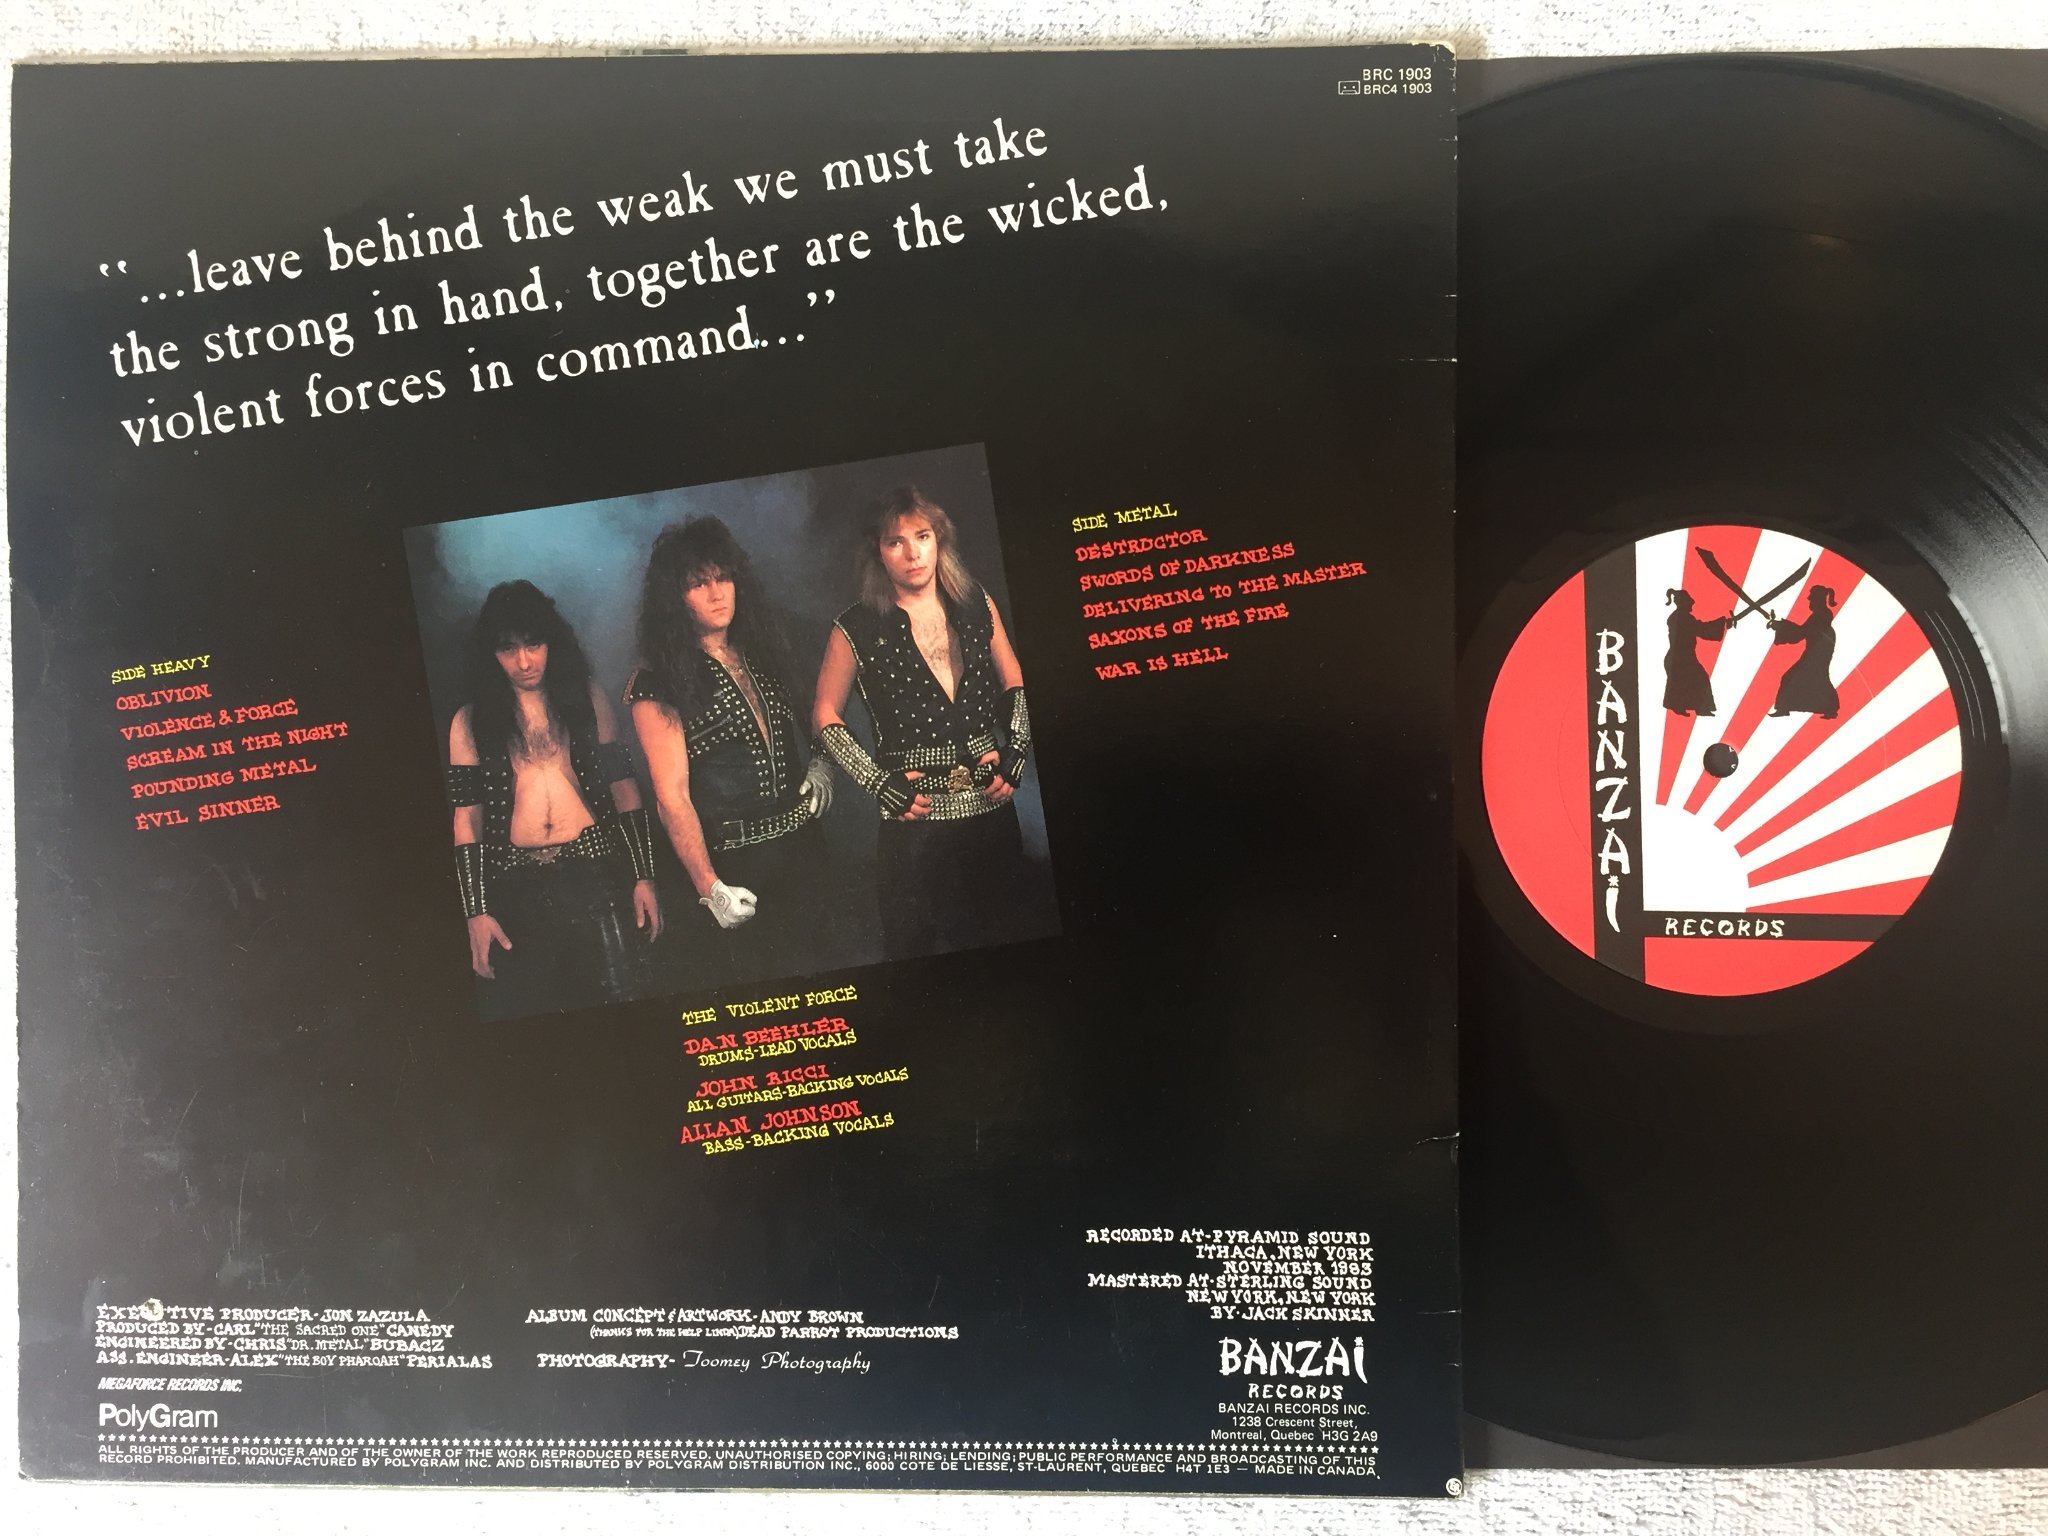 BRC 1903
BRC4 1903
“...leave behind the weak we must take
the strong in hand, together are the wicked,
violent forces in command...”
SIDE HEAVY
OBLIVION
VIOLENCE & FORCE
SCREAM IN THE NIGHT
POUNDING METAL
EVIL SINNER
SIDE METAL
DESTRUCTOR
SWORDS OF DARKNESS
DELIVERING TO THE MASTER
SAXONS OF THE FIRE
WAR IS HELL
THE VIOLENT FORCE
DAN BEEHLER
DRUMS-LEAD VOCALS
JOHN RICCI
ALL GUITARS-BACKING VOCALS
ALLAN JOHNSON
BASS-BACKING VOCALS
EXECUTIVE PRODUCER-JON ZAZULA
PRODUCED BY-CARL "THE SACRED ONE" CANEDY
ENGINEERED BY-CHRIS "DR. METAL" BUBACZ
ASS. ENGINEER-ALEX "THE BOY PHAROAH" PERIALAS
MEGAFORCE RECORDS INC.
PolyGram
ALBUM CONCEPT & ARTWORK-ANDY BROWN
(THANKS FOR THE HELP LINDA) DEAD PARROT PRODUCTIONS
PHOTOGRAPHY- Toomey Photography
RECORDED AT-PYRAMID SOUND
ITHACA, NEW YORK
NOVEMBER 1983
MASTERED AT-STERLING SOUND
NEW YORK, NEW YORK
BY-JACK SKINNER
BANZAI
RECORDS
BANZAI RECORDS INC.
1238 Crescent Street,
Montreal, Quebec H3G 2A9
ALL RIGHTS OF THE PRODUCER AND OF THE OWNER OF THE WORK REPRODUCED RESERVED. UNAUTHORISED COPYING; HIRING; LENDING; PUBLIC PERFORMANCE AND BROADCASTING OF THIS
RECORD PROHIBITED. MANUFACTURED BY POLYGRAM INC. AND DISTRIBUTED BY POLYGRAM DISTRIBUTION INC., 6000 COTE DE LIESSE, ST-LAURENT, QUEBEC H4T 1E3 — MADE IN CANADA.
BANZAI
RECORDS